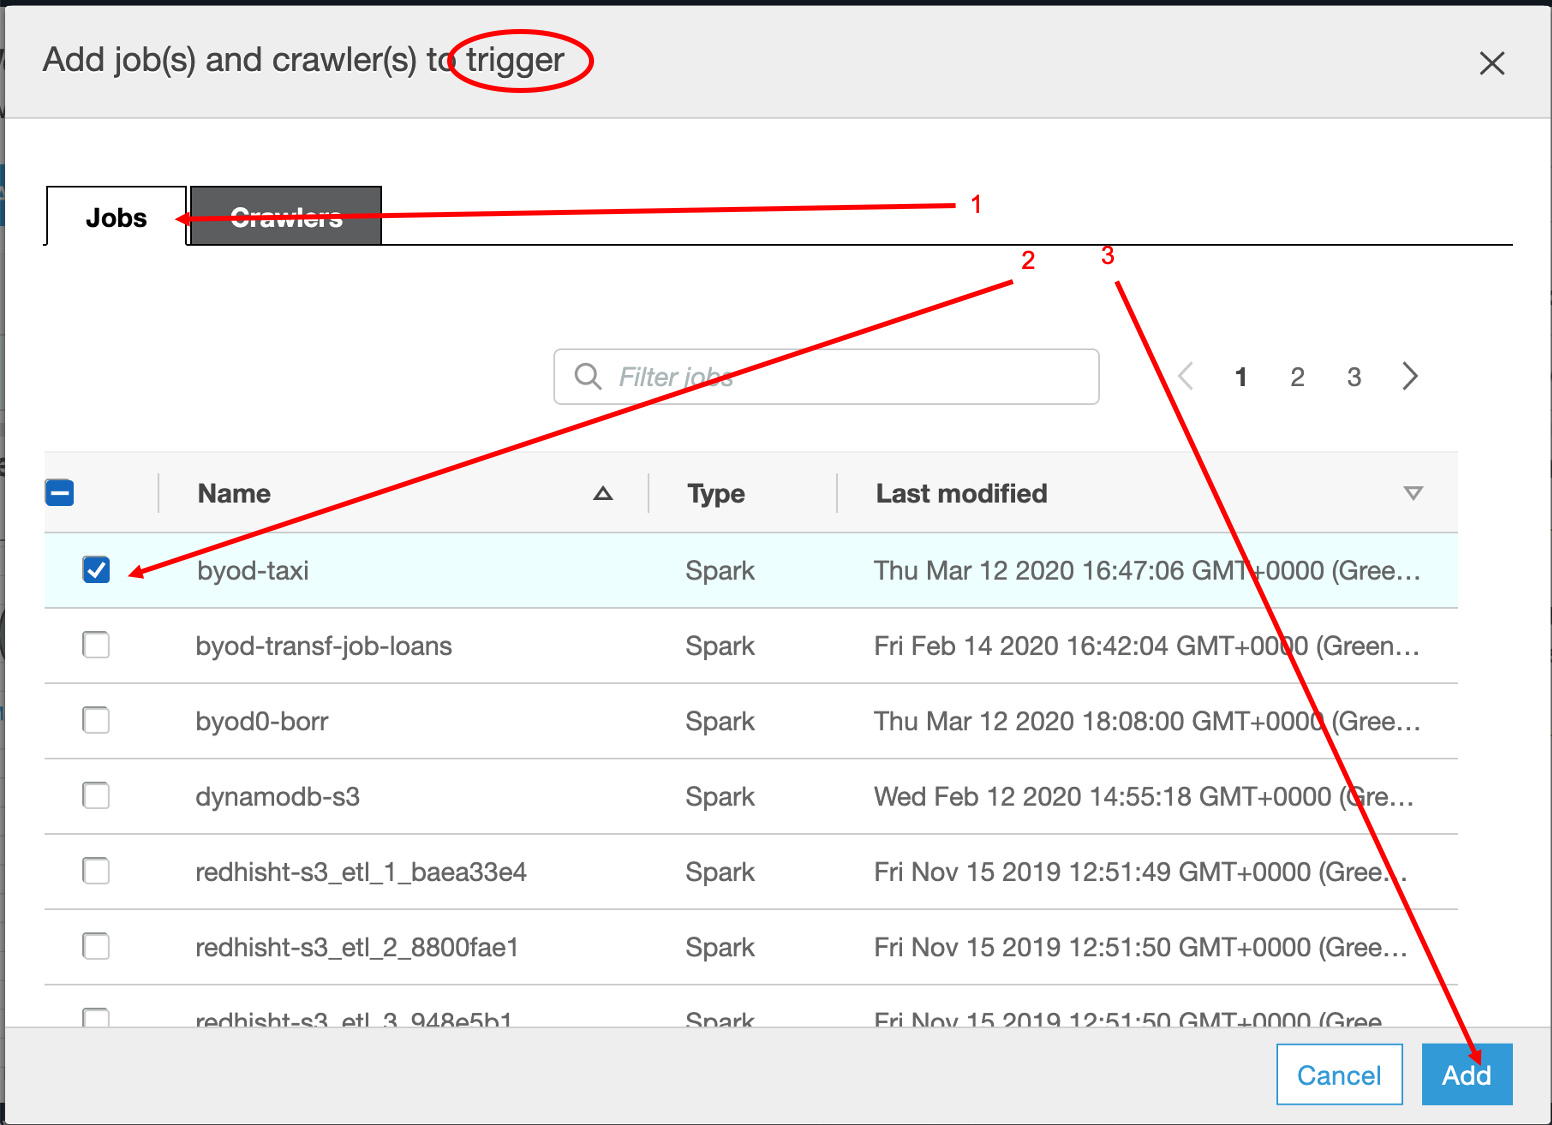 Add job(s) and crawler(s) to trigger
Jobs Crawlers 1
2 3
Filter jobs 1 2 3
Name Type Last modified
byod-taxi Spark Thu Mar 12 2020 16:47:06 GMT+0000 (Gree...
byod-transf-job-loans Spark Fri Feb 14 2020 16:42:04 GMT+0000 (Green...
byod0-borr Spark Thu Mar 12 2020 18:08:00 GMT+0000 (Gree...
dynamodb-s3 Spark Wed Feb 12 2020 14:55:18 GMT+0000 (Gre...
redhisht-s3_etl_1_baea33e4 Spark Fri Nov 15 2019 12:51:49 GMT+0000 (Gree...
redhisht-s3_etl_2_8800fae1 Spark Fri Nov 15 2019 12:51:50 GMT+0000 (Gree...
redhisht-s3_etl_3_948e5b1 Spark Fri Nov 15 2019 12:51:50 GMT+0000 (Gree
Cancel Add